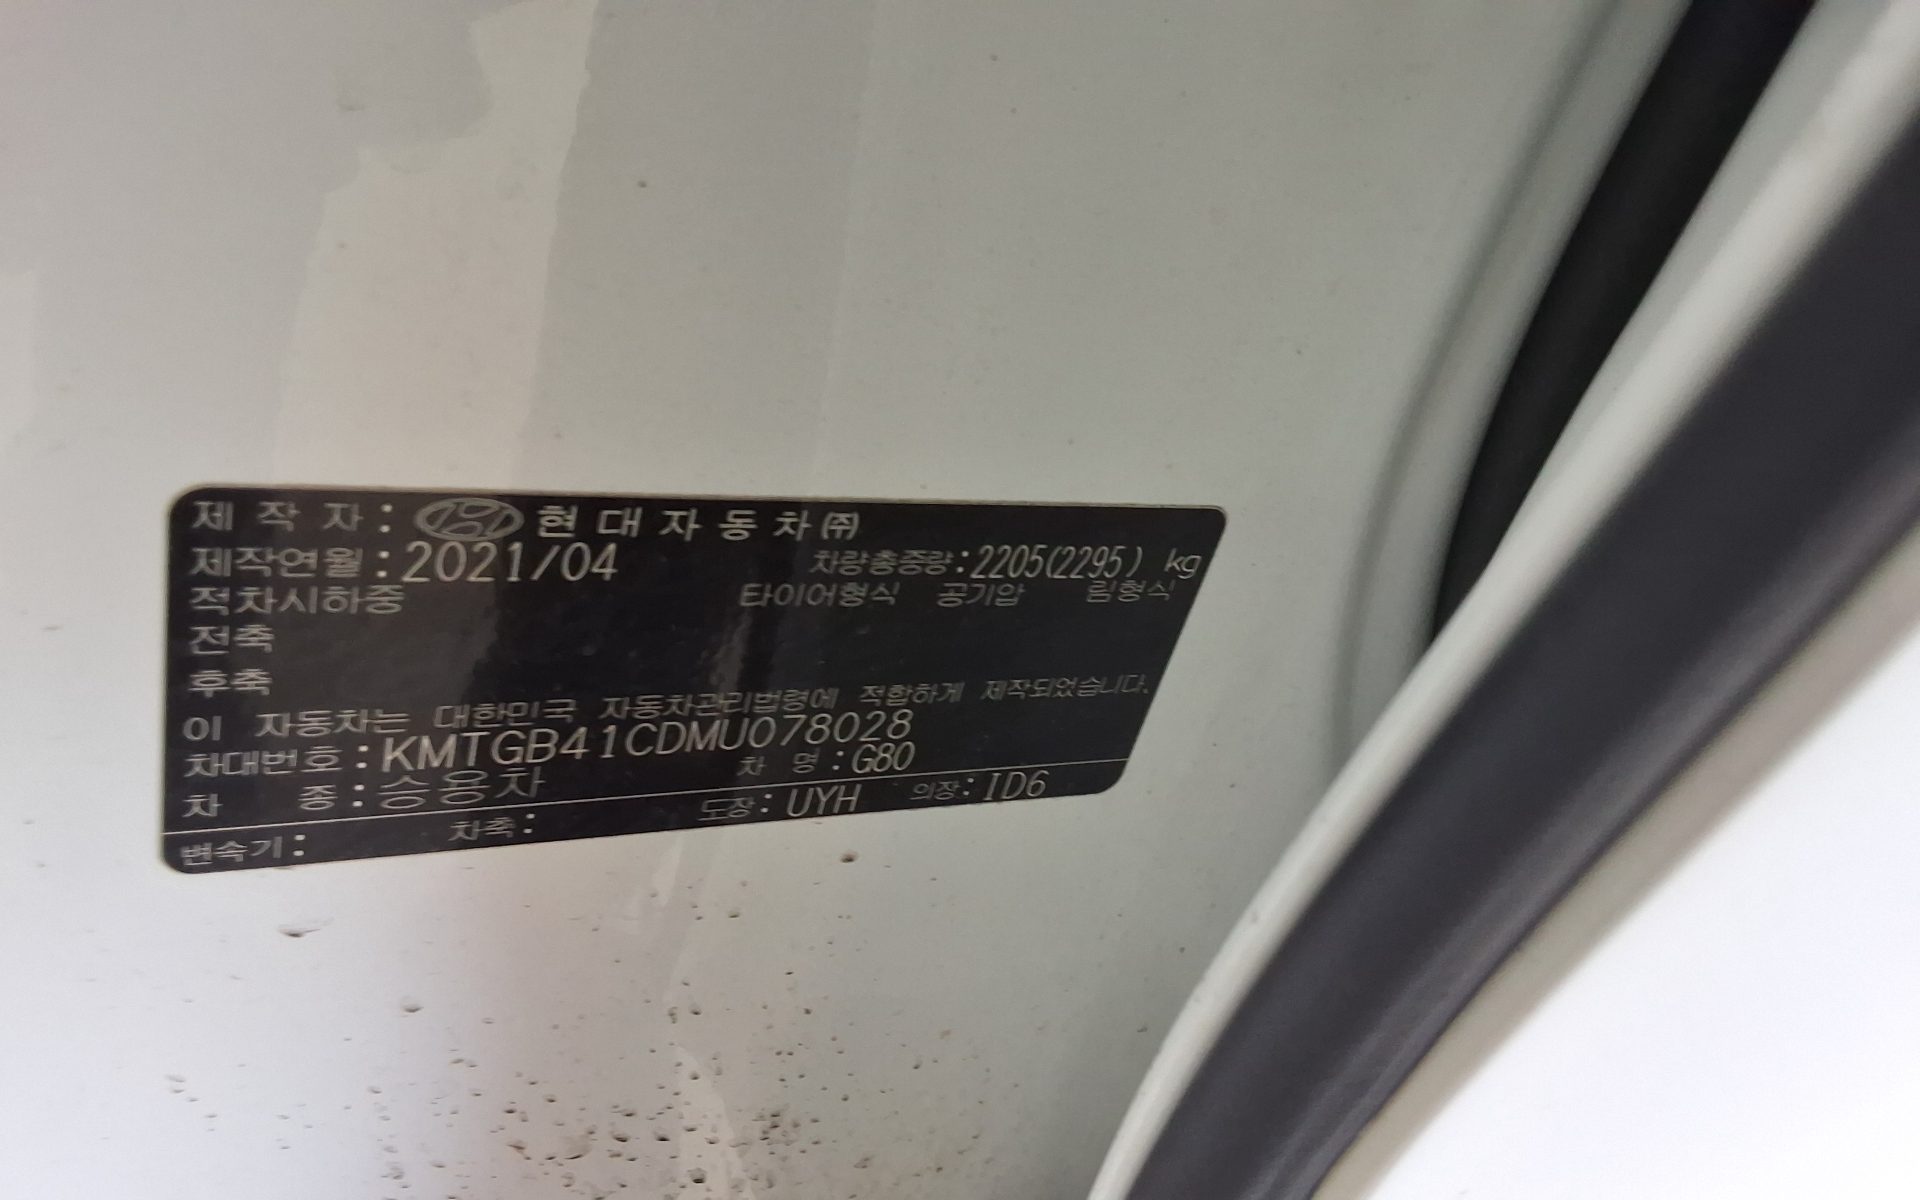 제 작 자 : 현 대 자 동 차 ㈜
제작연월 : 2021/04 차량총중량 : 2205(2295) kg
적차시하중 타이어형식 공기압 림형식
전축
후축
이 자동차는 대한민국 자동차관리법령에 적합하게 제작되었습니다.
차대번호 : KMTGB41CDMU078028
차 종 : 승용차 차 명 : G80
변속기 : 차축 : 도장 : UYH 의장 : ID6